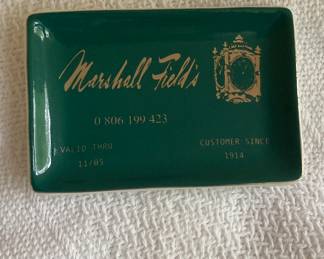 Marshall Field's
0 806 199 423
VALID THRU
11/05
CUSTOMER SINCE
1914